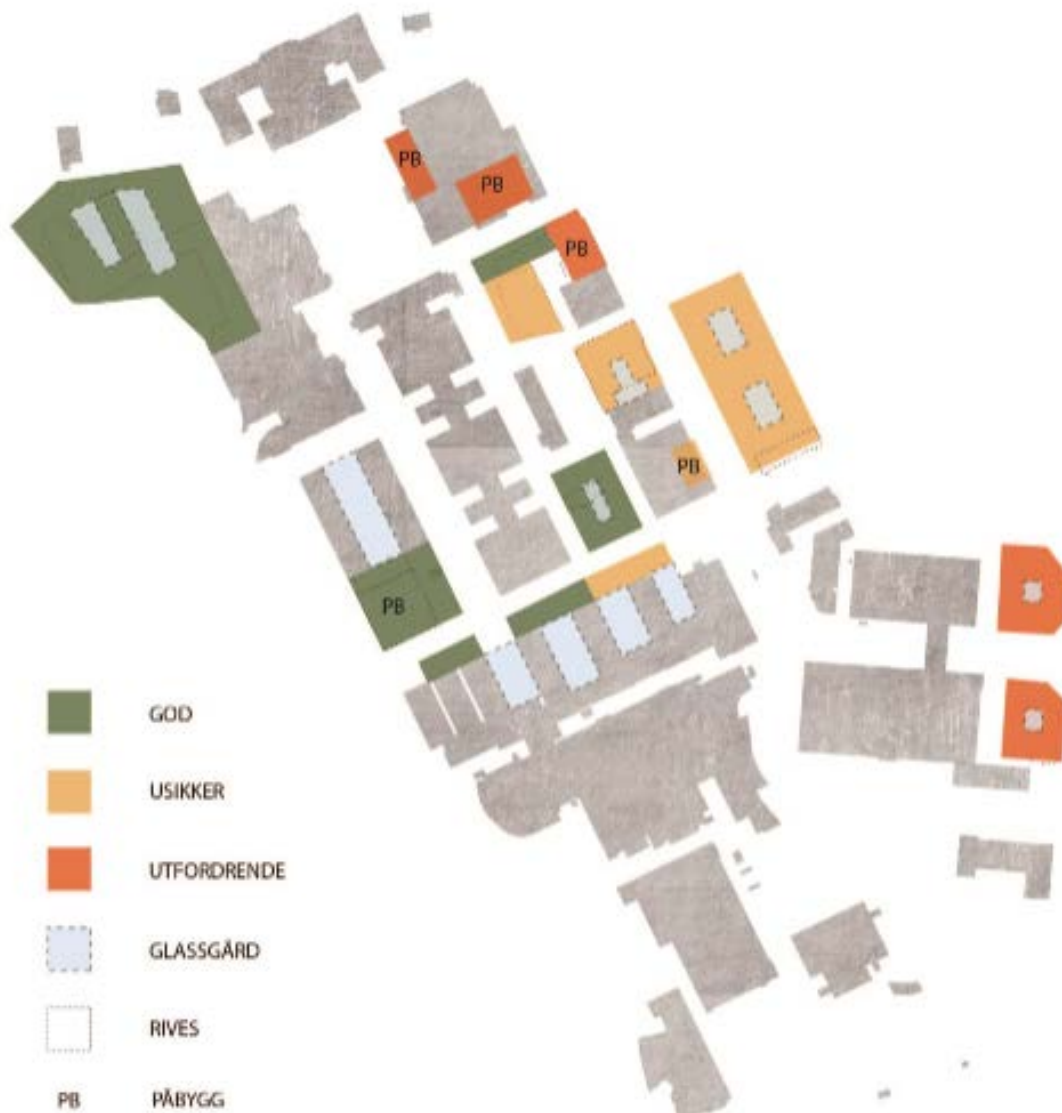 PB
PB
PB
PB
PB
GOD
USIKKER
UTFORDRENDE
GLASSGÅRD
RIVES
PB PÅBYGG